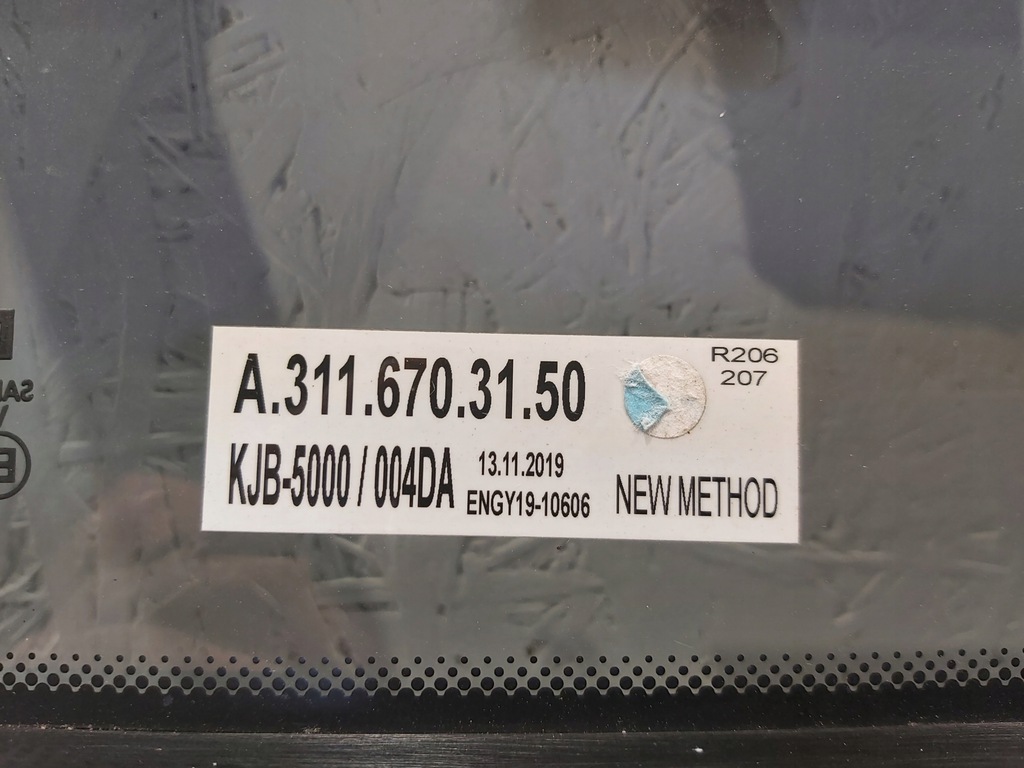 A.311.670.31.50
R206
207
KJB-5000 / 004DA
13.11.2019
ENGY19-10606
NEW METHOD